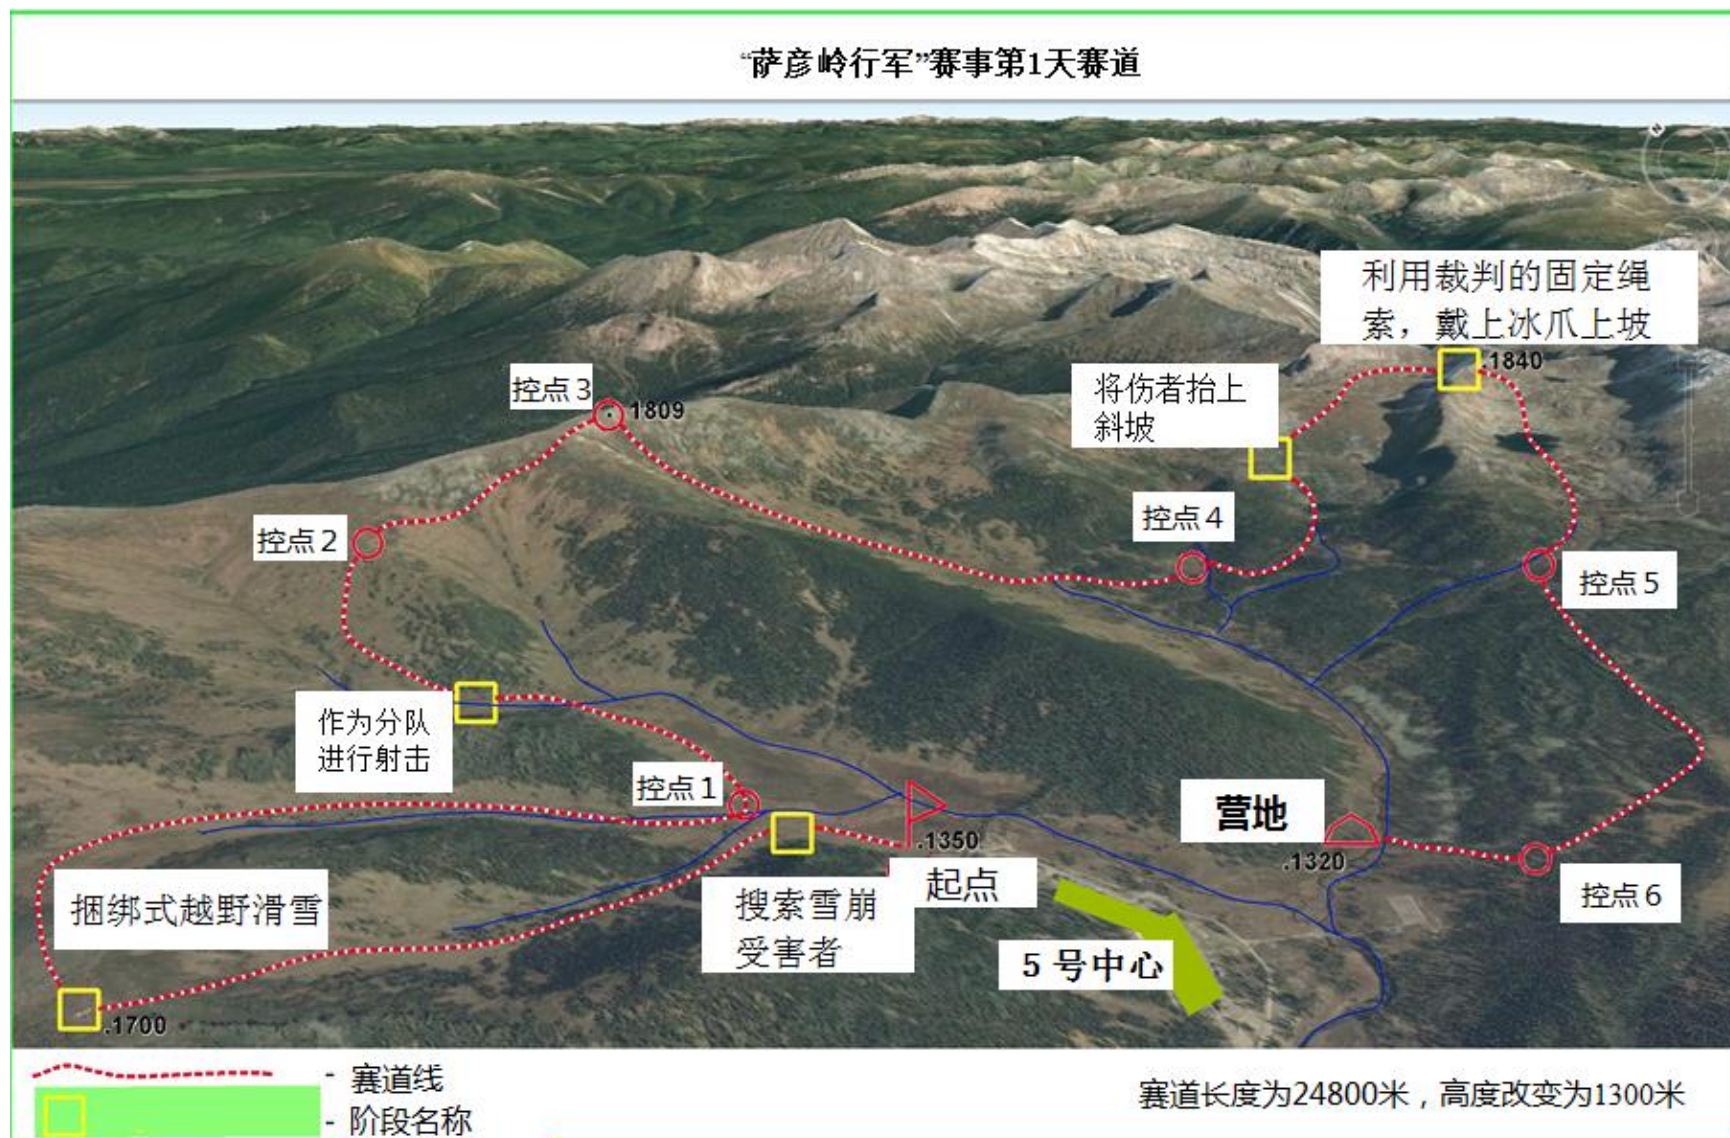 “萨彦岭行军”赛事第1天赛道
利用裁判的固定绳
索，戴上冰爪上坡
.1840
将伤者抬上
斜坡
控点3
1809
控点4
控点2
控点5
作为分队
进行射击
控点1
营地
.1350
.1320
起点
控点6
捆绑式越野滑雪
搜索雪崩
受害者
5号中心
.1700
- 赛道线
- 阶段名称
赛道长度为24800米，高度改变为1300米